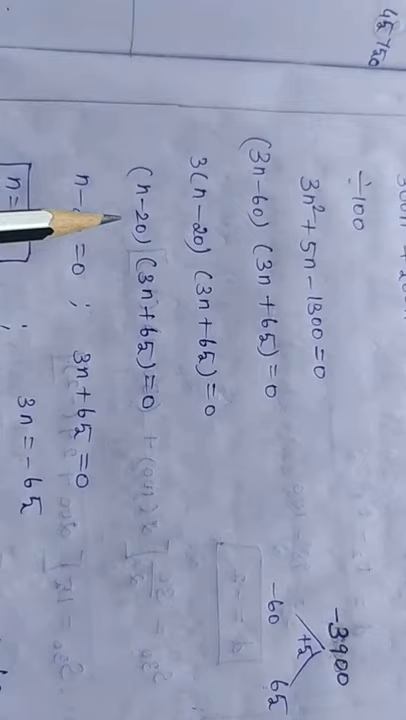 ÷100
3n² + 5n - 1300 = 0
(3n - 60) (3n + 65) = 0
3(n - 20) (3n + 65) = 0
(n - 20) (3n + 65) = 0
n - = 0 ; 3n + 65 = 0
n = ; 3n = - 65
-3900
+5
-60 65